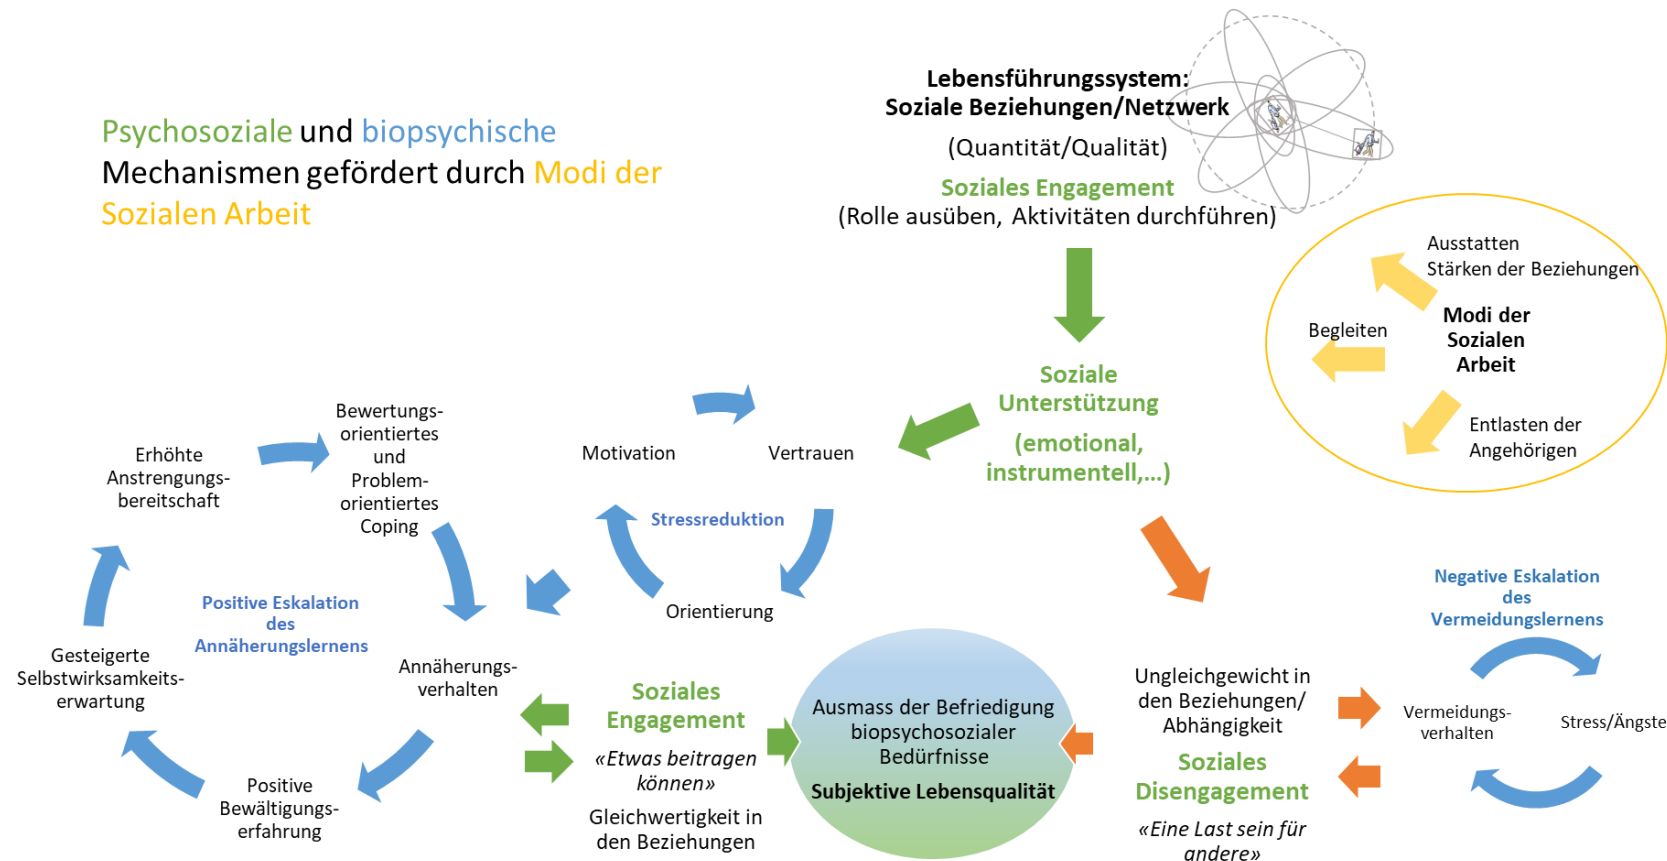 Psychosoziale und biopsychische
Mechanismen gefördert durch Modi der
Sozialen Arbeit
Lebensführungssystem:
Soziale Beziehungen/Netzwerk
(Quantität/Qualität)
Soziales Engagement
(Rolle ausüben, Aktivitäten durchführen)
Ausstatten
Stärken der Beziehungen
Modi der
Sozialen
Arbeit
Begleiten
Entlasten der
Angehörigen
Soziale
Unterstützung
(emotional,
instrumentell,...)
Motivation
Vertrauen
Stressreduktion
Orientierung
Bewertungs-
orientiertes
und
Problem-
orientiertes
Coping
Erhöhte
Anstrengungs-
bereitschaft
Positive Eskalation
des
Annäherungslernens
Gesteigerte
Selbstwirksamkeits-
erwartung
Annäherungs-
verhalten
Positive
Bewältigungs-
erfahrung
Soziales
Engagement
«Etwas beitragen
können»
Gleichwertigkeit in
den Beziehungen
Ausmass der Befriedigung
biopsychosozialer
Bedürfnisse
Subjektive Lebensqualität
Ungleichgewicht in
den Beziehungen/
Abhängigkeit
Soziales
Disengagement
«Eine Last sein für
andere»
Negative Eskalation
des
Vermeidungslernens
Vermeidungs-
verhalten
Stress/Ängste